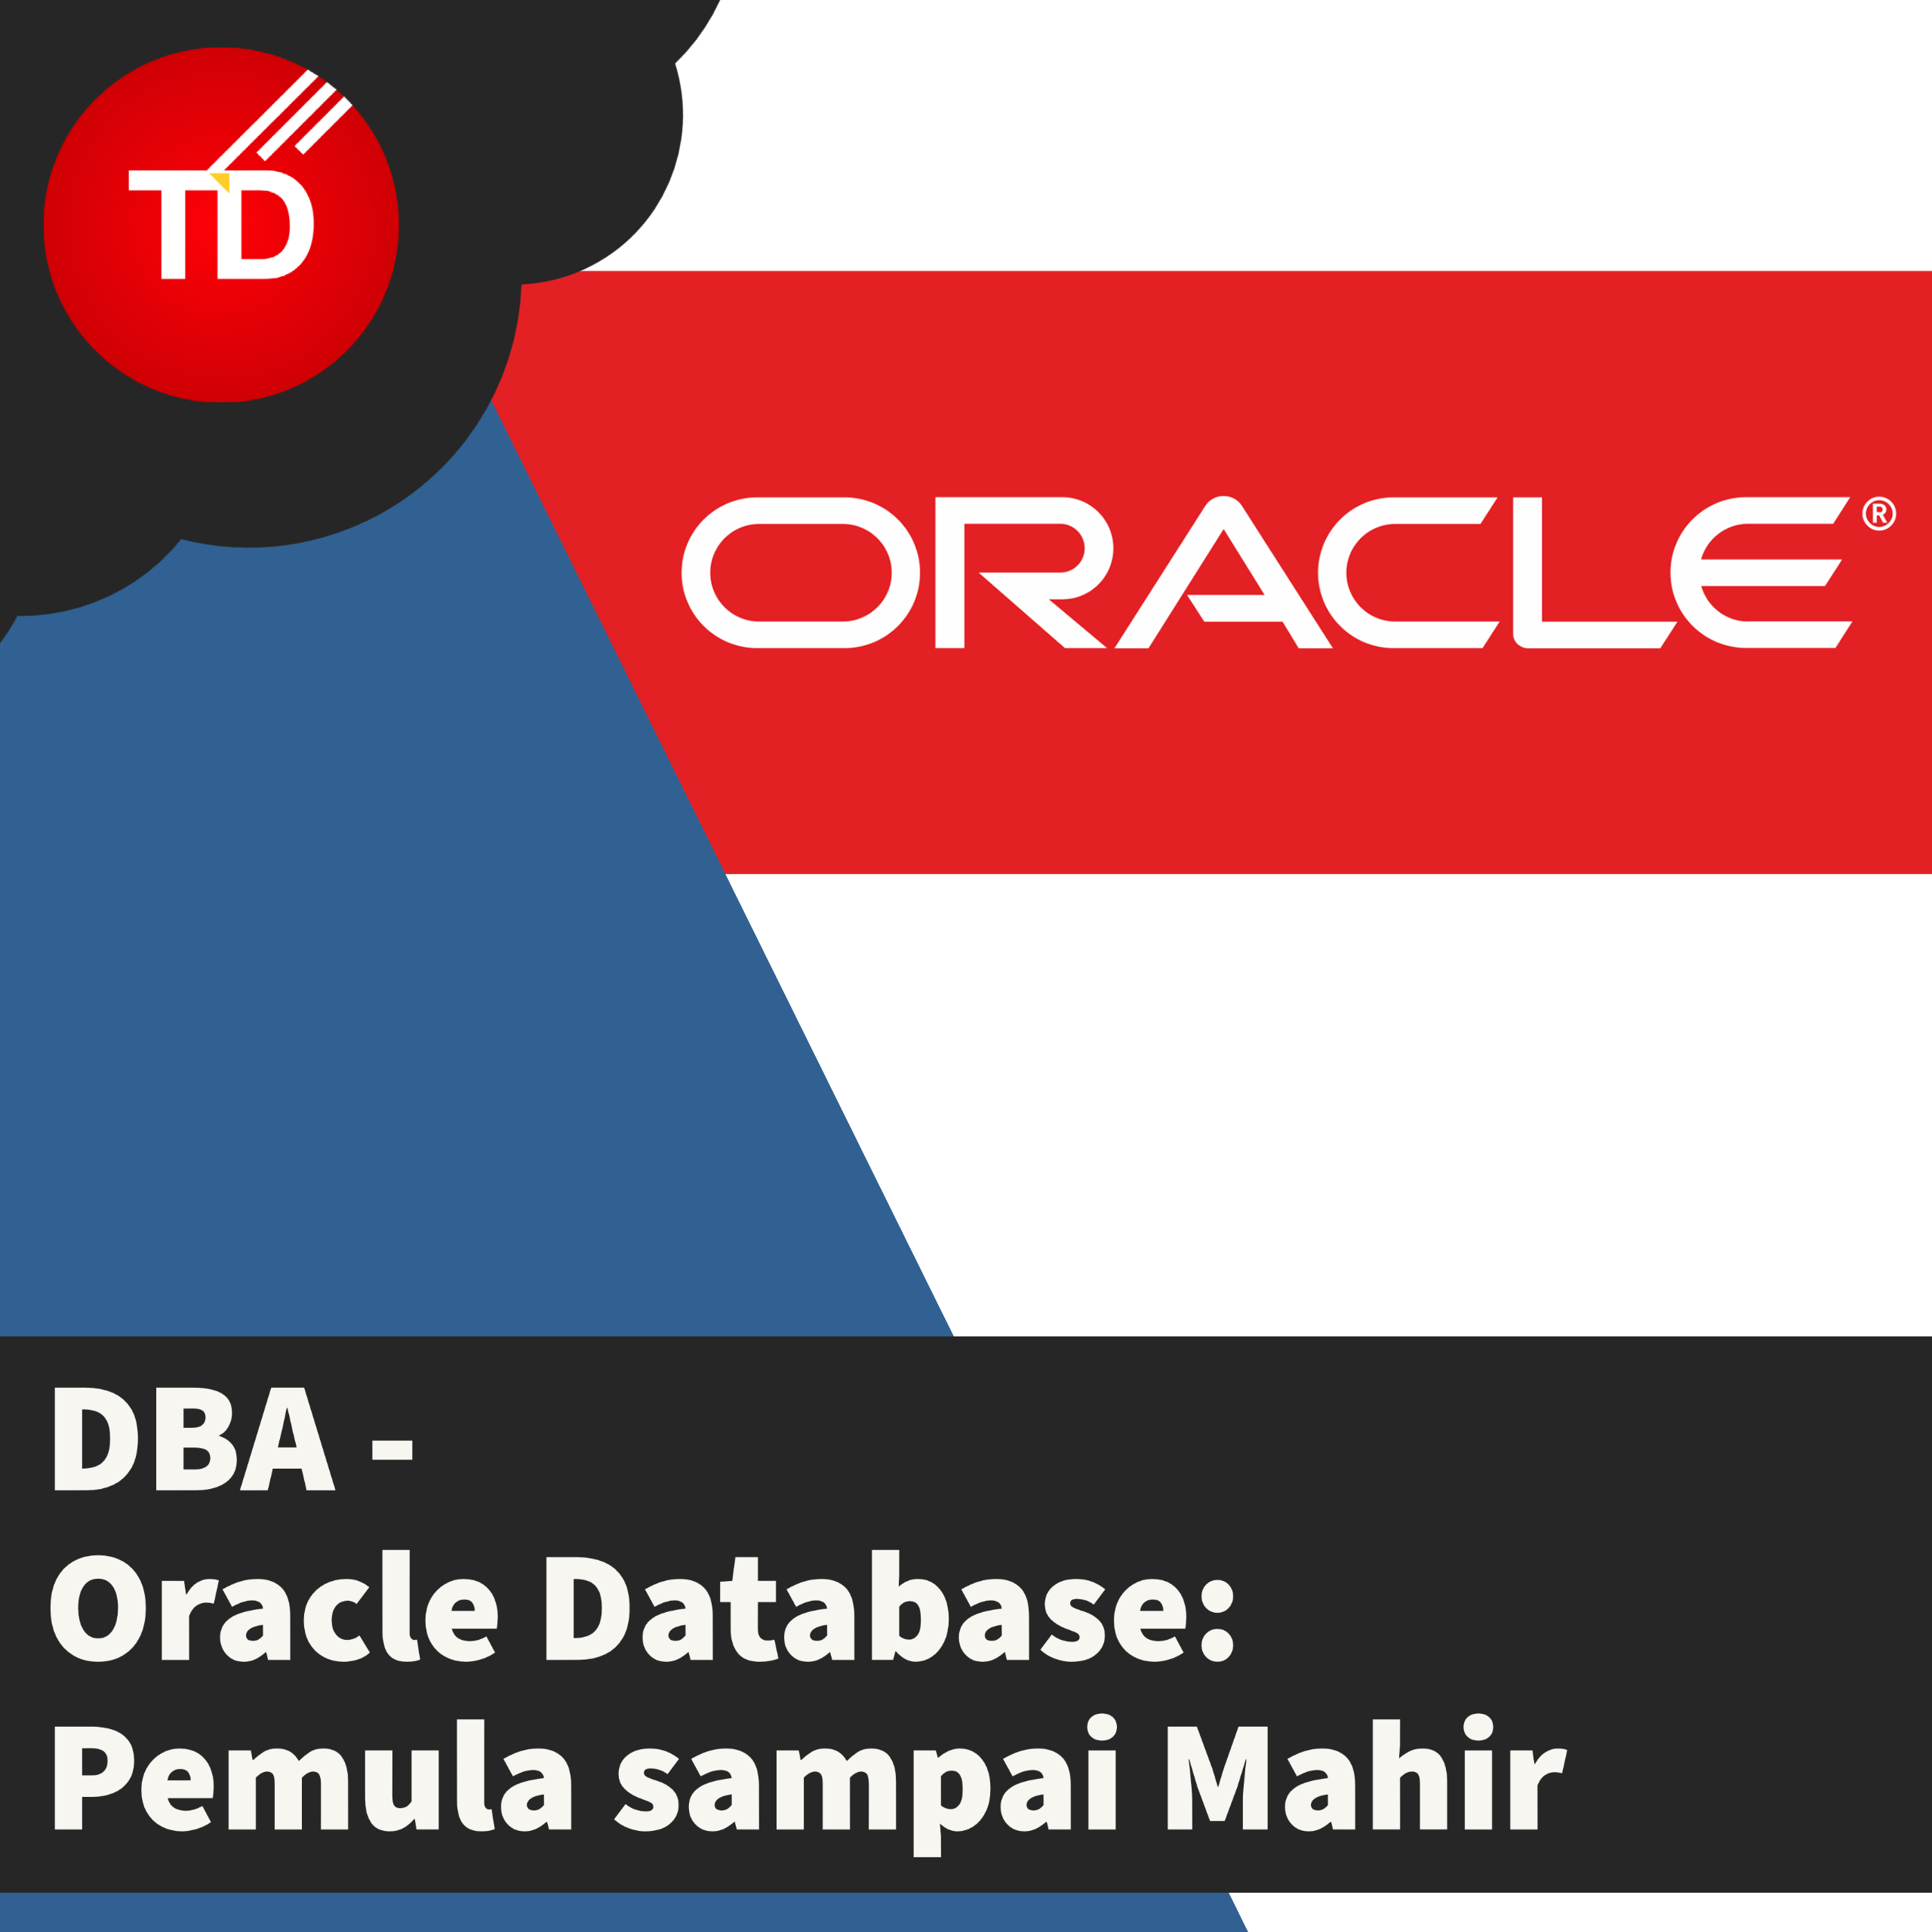 TD
ORACLE®
DBA -
Oracle Database:
Pemula sampai Mahir